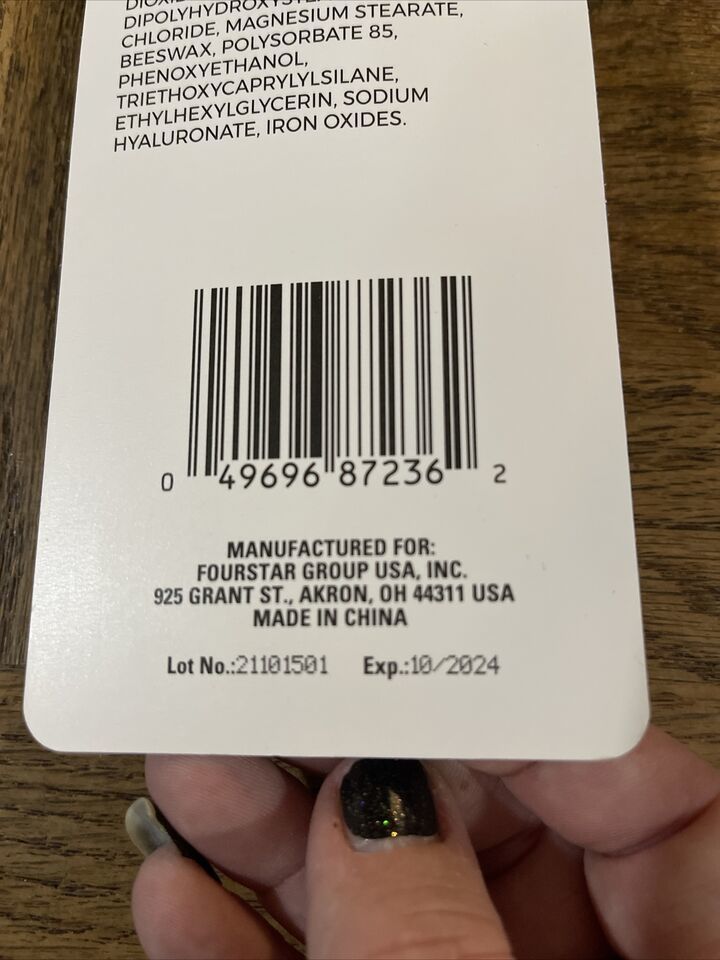 DIPOLYHYDROXYSTE
CHLORIDE, MAGNESIUM STEARATE,
BEESWAX, POLYSORBATE 85,
PHENOXYETHANOL,
TRIETHOXYCAPRYLYLSILANE,
ETHYLHEXYLGLYCERIN, SODIUM
HYALURONATE, IRON OXIDES.
0 49696 87236 2
MANUFACTURED FOR:
FOURSTAR GROUP USA, INC.
925 GRANT ST., AKRON, OH 44311 USA
MADE IN CHINA
Lot No.:21101501 Exp.:10/2024